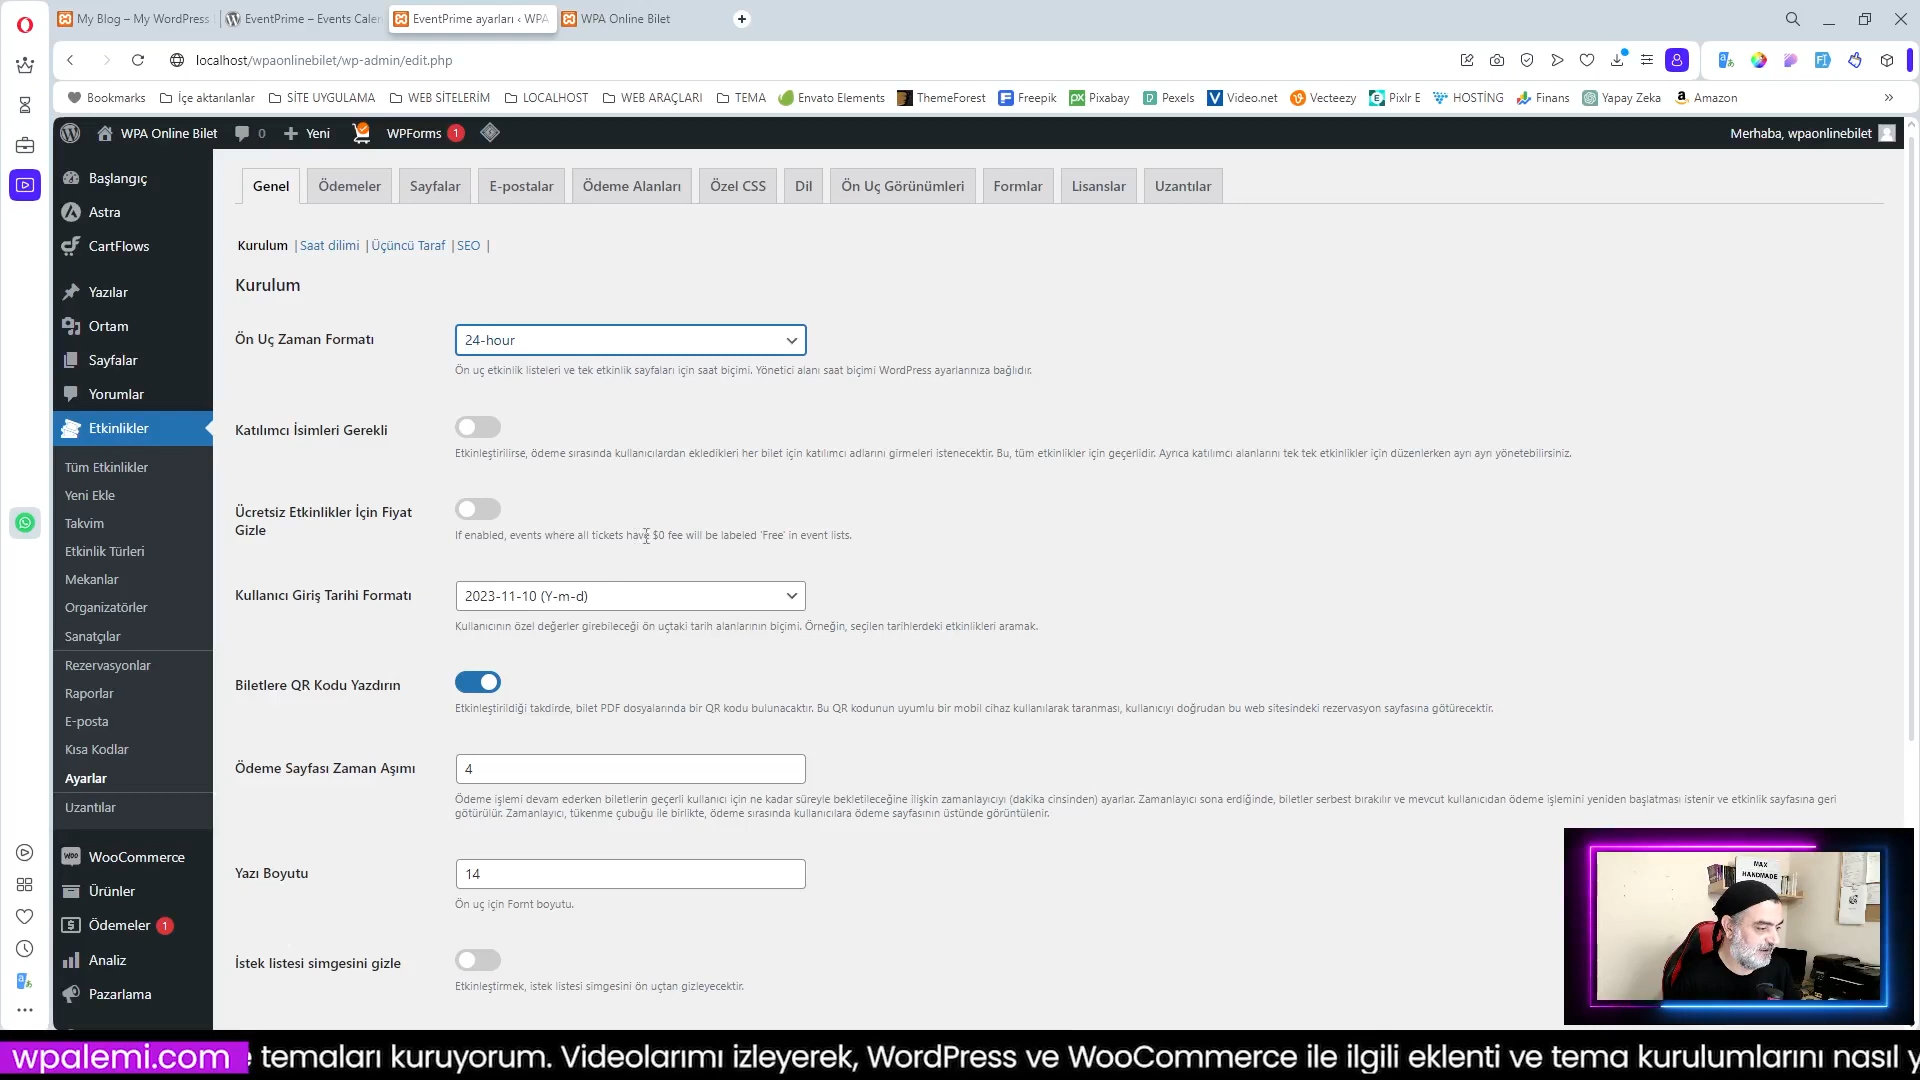 My Blog – My WordPress
EventPrime – Events Calen
EventPrime ayarları ‹ WPA
WPA Online Bilet
localhost/wpaonlinebilet/wp-admin/edit.php
Bookmarks
İçe aktarılanlar
SİTE UYGULAMA
WEB SİTELERİM
LOCALHOST
WEB ARAÇLARI
TEMA
Envato Elements
ThemeForest
Freepik
Pixabay
Pexels
Video.net
Vecteezy
Pixlr E
HOSTİNG
Finans
Yapay Zeka
Amazon
WPA Online Bilet
0
Yeni
WPForms 1
Merhaba, wpaonlinebilet
Başlangıç
Astra
CartFlows
Yazılar
Ortam
Sayfalar
Yorumlar
Etkinlikler
Tüm Etkinlikler
Yeni Ekle
Takvim
Etkinlik Türleri
Mekanlar
Organizatörler
Sanatçılar
Rezervasyonlar
Raporlar
E-posta
Kısa Kodlar
Ayarlar
Uzantılar
WooCommerce
Ürünler
Ödemeler 1
Analiz
Pazarlama
Genel
Ödemeler
Sayfalar
E-postalar
Ödeme Alanları
Özel CSS
Dil
Ön Uç Görünümleri
Formlar
Lisanslar
Uzantılar
Kurulum | Saat dilimi | Üçüncü Taraf | SEO |
Kurulum
Ön Uç Zaman Formatı
24-hour
Ön uç etkinlik listeleri ve tek etkinlik sayfaları için saat biçimi. Yönetici alanı saat biçimi WordPress ayarlarınıza bağlıdır.
Katılımcı İsimleri Gerekli
Etkinleştirilirse, ödeme sırasında kullanıcılardan ekledikleri her bilet için katılımcı adlarını girmeleri istenecektir. Bu, tüm etkinlikler için geçerlidir. Ayrıca katılımcı alanlarını tek tek etkinlikler için düzenlerken ayrı ayrı yönetebilirsiniz.
Ücretsiz Etkinlikler İçin Fiyat
Gizle
If enabled, events where all tickets have $0 fee will be labeled 'Free' in event lists.
Kullanıcı Giriş Tarihi Formatı
2023-11-10 (Y-m-d)
Kullanıcının özel değerler girebileceği ön uçtaki tarih alanlarının biçimi. Örneğin, seçilen tarihlerdeki etkinlikleri aramak.
Biletlere QR Kodu Yazdırın
Etkinleştirildiği takdirde, bilet PDF dosyalarında bir QR kodu bulunacaktır. Bu QR kodunun uyumlu bir mobil cihaz kullanılarak taranması, kullanıcıyı doğrudan bu web sitesindeki rezervasyon sayfasına götürecektir.
Ödeme Sayfası Zaman Aşımı
4
Ödeme işlemi devam ederken biletlerin geçerli kullanıcı için ne kadar süreyle bekletileceğine ilişkin zamanlayıcıyı (dakika cinsinden) ayarlar. Zamanlayıcı sona erdiğinde, biletler serbest bırakılır ve mevcut kullanıcıdan ödeme işlemini yeniden başlatması istenir ve etkinlik sayfasına geri
götürülür. Zamanlayıcı, tükenme çubuğu ile birlikte, ödeme sırasında kullanıcılara ödeme sayfasının üstünde görüntülenir.
Yazı Boyutu
14
Ön uç için Fornt boyutu.
İstek listesi simgesini gizle
Etkinleştirmek, istek listesi simgesini ön uçtan gizleyecektir.
MAX
HANDMADE
wpalemi.com
temaları kuruyorum. Videolarımı izleyerek, WordPress ve WooCommerce ile ilgili eklenti ve tema kurulumlarını nasıl